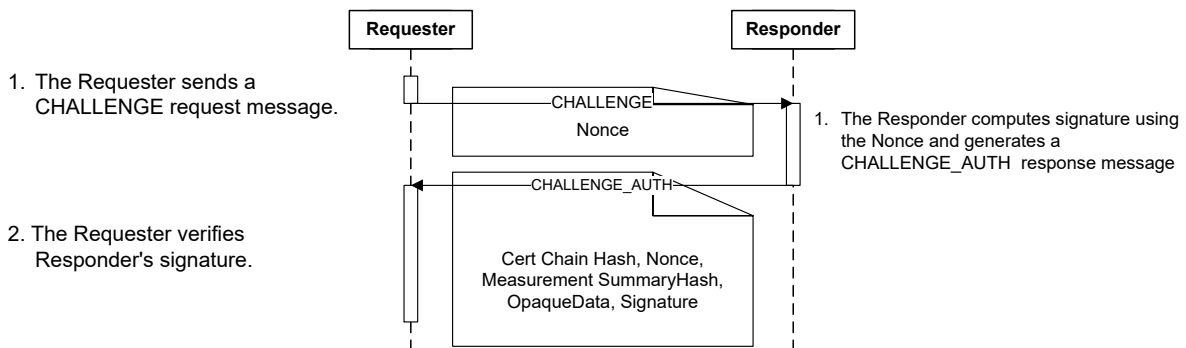 Requester
Responder
1. The Requester sends a
CHALLENGE request message.
CHALLENGE
Nonce
1. The Responder computes signature using
the Nonce and generates a
CHALLENGE_AUTH response message
CHALLENGE_AUTH
2. The Requester verifies
Responder's signature.
Cert Chain Hash, Nonce,
Measurement SummaryHash,
OpaqueData, Signature